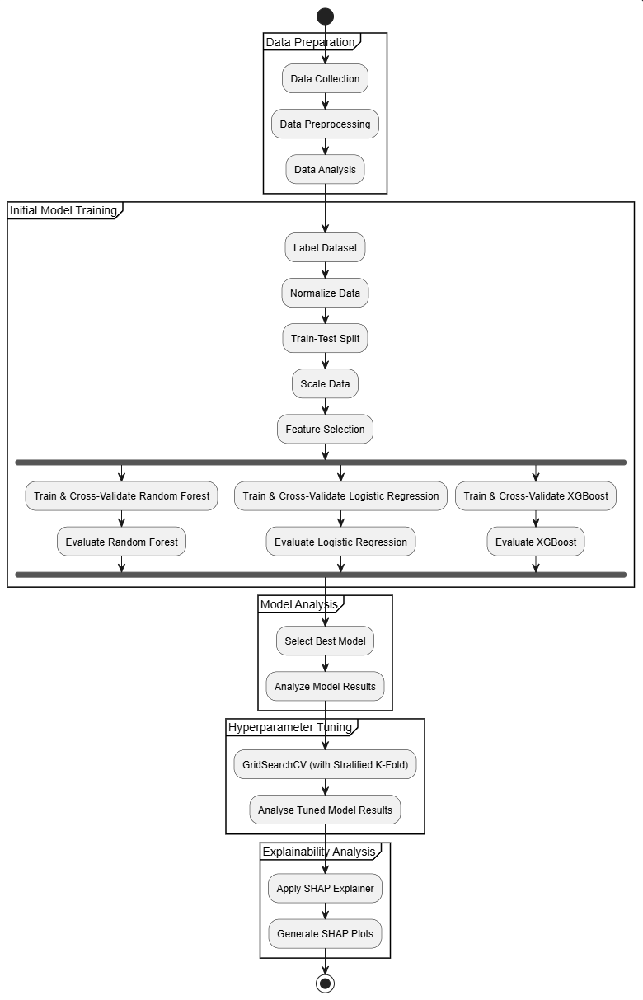 Data Preparation
Data Collection
Data Preprocessing
Data Analysis
Initial Model Training
Label Dataset
Normalize Data
Train-Test Split
Scale Data
Feature Selection
Train & Cross-Validate Random Forest
Train & Cross-Validate Logistic Regression
Train & Cross-Validate XGBoost
Evaluate Random Forest
Evaluate Logistic Regression
Evaluate XGBoost
Model Analysis
Select Best Model
Analyze Model Results
Hyperparameter Tuning
GridSearchCV (with Stratified K-Fold)
Analyse Tuned Model Results
Explainability Analysis
Apply SHAP Explainer
Generate SHAP Plots